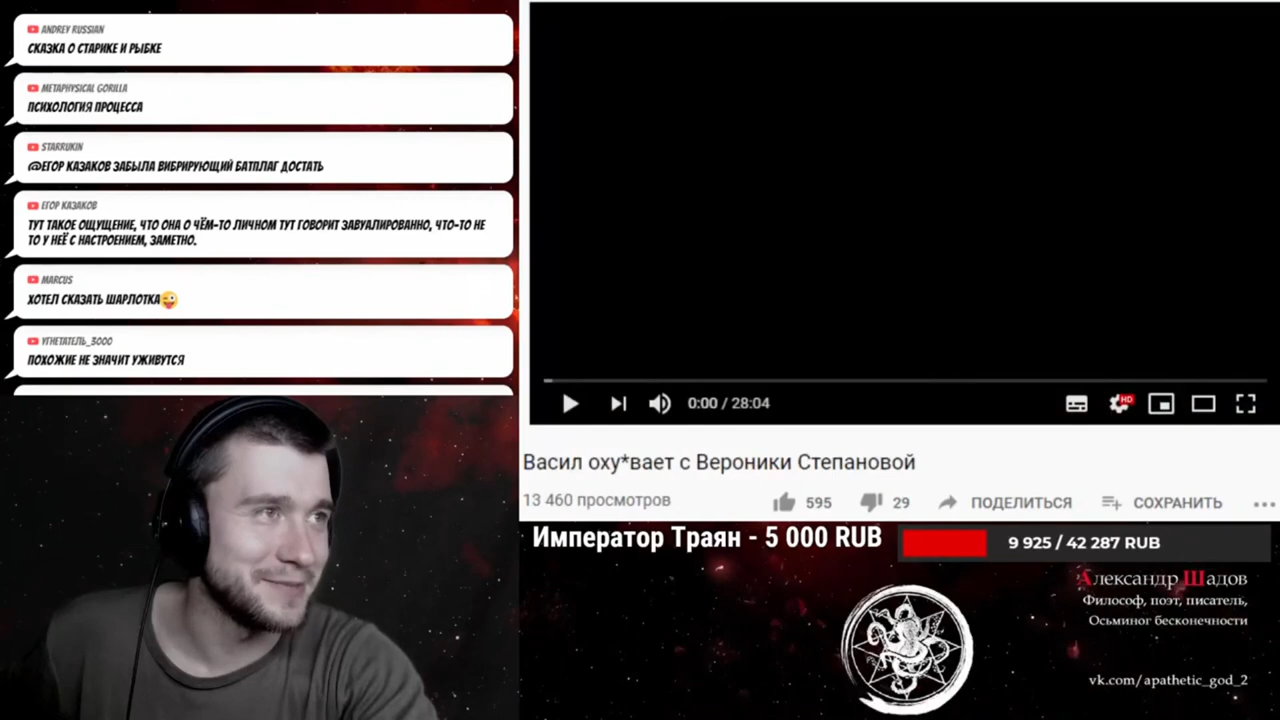 ANDREY RUSSIAN
СКАЗКА О СТАРИКЕ И РЫБКЕ
METAPHYSICAL GORILLA
ПСИХОЛОГИЯ ПРОЦЕССА
STARRUKIN
@ЕГОР КАЗАКОВ ЗАБЫЛА ВИБРИРУЮЩИЙ БАТПЛАГ ДОСТАТЬ
ЕГОР КАЗАКОВ
ТУТ ТАКОЕ ОЩУЩЕНИЕ, ЧТО ОНА О ЧЁМ-ТО ЛИЧНОМ ТУТ ГОВОРИТ ЗАВУАЛИРОВАННО, ЧТО-ТО НЕ
ТО У НЕЁ С НАСТРОЕНИЕМ, ЗАМЕТНО.
MARCUS
ХОТЕЛ СКАЗАТЬ ШАРЛОТКА😜
УГНЕТАТЕЛЬ_3000
ПОХОЖИЕ НЕ ЗНАЧИТ УЖИВУТСЯ
0:00 / 28:04
HD
Васил оху*вает с Вероники Степановой
13 460 просмотров
595
29
ПОДЕЛИТЬСЯ
СОХРАНИТЬ
Император Траян - 5 000 RUB
9 925 / 42 287 RUB
Александр Шадов
Философ, поэт, писатель,
Осьминог бесконечности
vk.com/apathetic_god_2